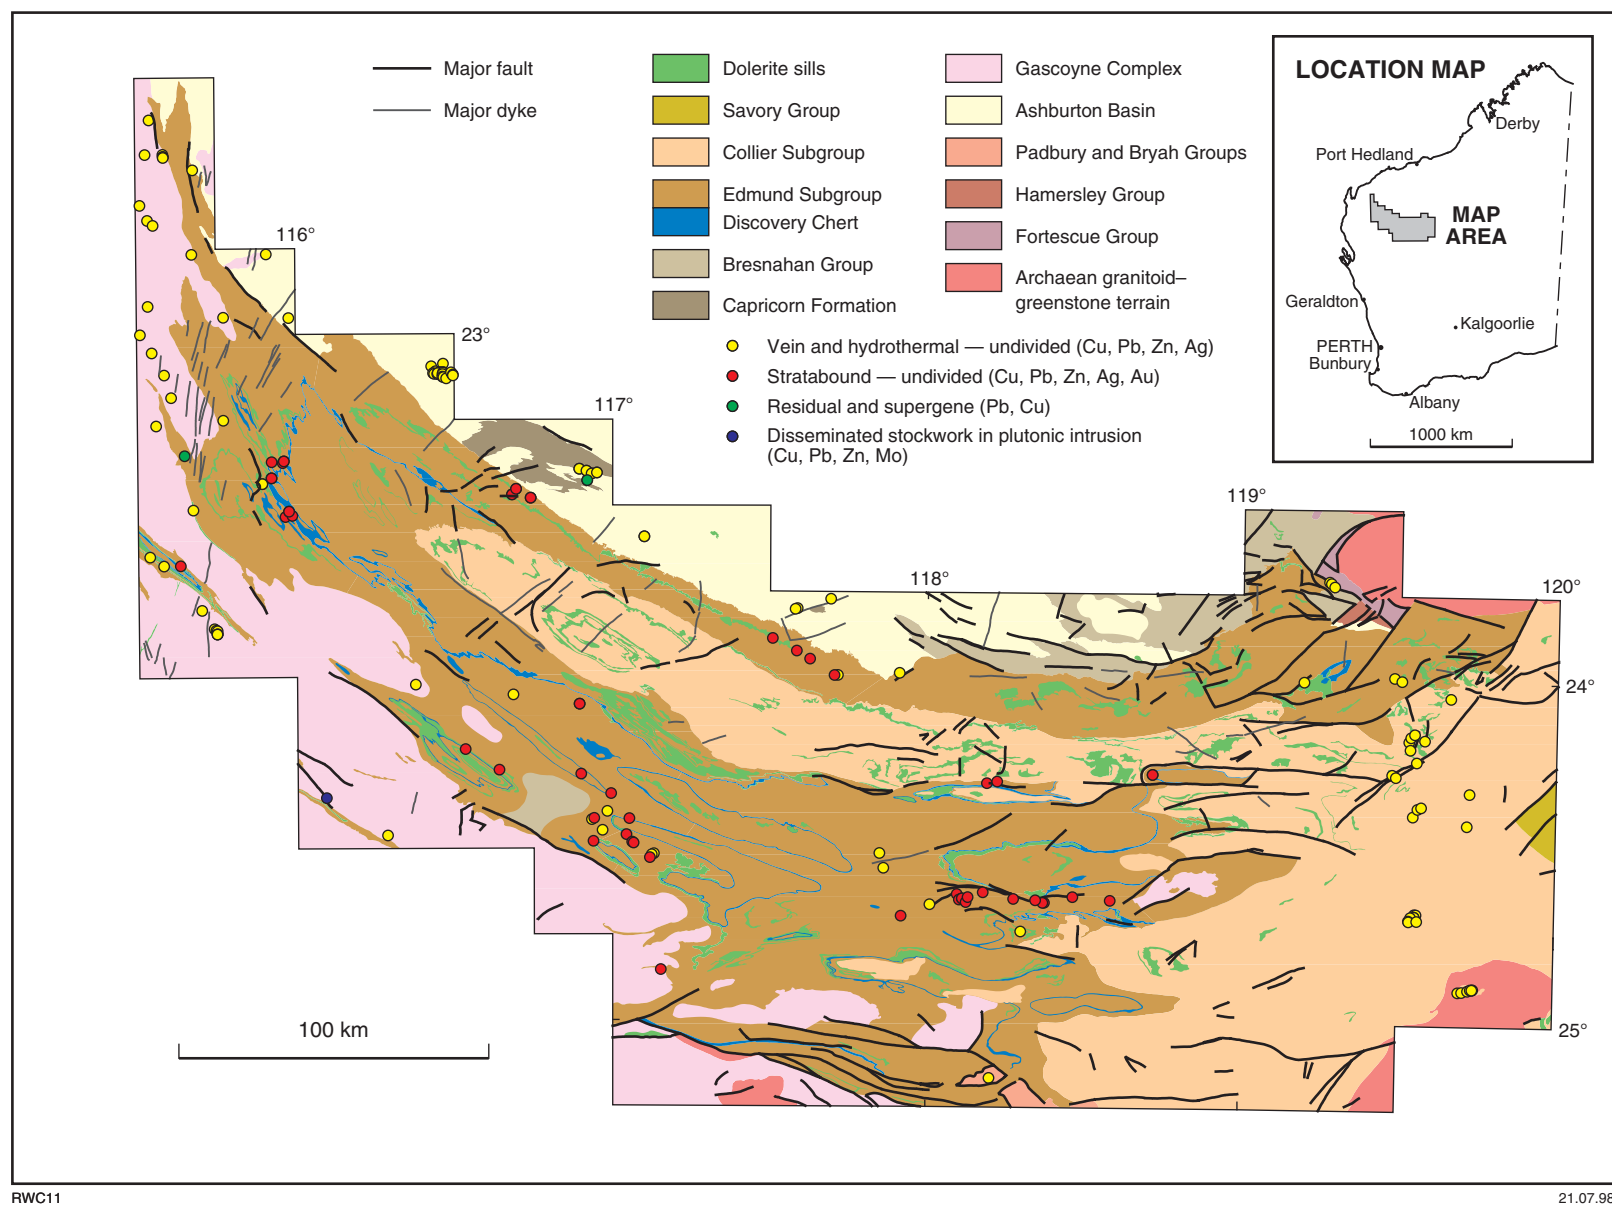 Major fault
Major dyke
Dolerite sills
Savory Group
Collier Subgroup
Edmund Subgroup
Discovery Chert
Bresnahan Group
Capricorn Formation
Gascoyne Complex
Ashburton Basin
Padbury and Bryah Groups
Hamersley Group
Fortescue Group
Archaean granitoid–
greenstone terrain
Vein and hydrothermal — undivided (Cu, Pb, Zn, Ag)
Stratabound — undivided (Cu, Pb, Zn, Ag, Au)
Residual and supergene (Pb, Cu)
Disseminated stockwork in plutonic intrusion
(Cu, Pb, Zn, Mo)
LOCATION MAP
Derby
Port Hedland
MAP
AREA
Geraldton
Kalgoorlie
PERTH
Bunbury
Albany
1000 km
116°
23°
117°
119°
118°
120°
24°
25°
100 km
RWC11
21.07.98